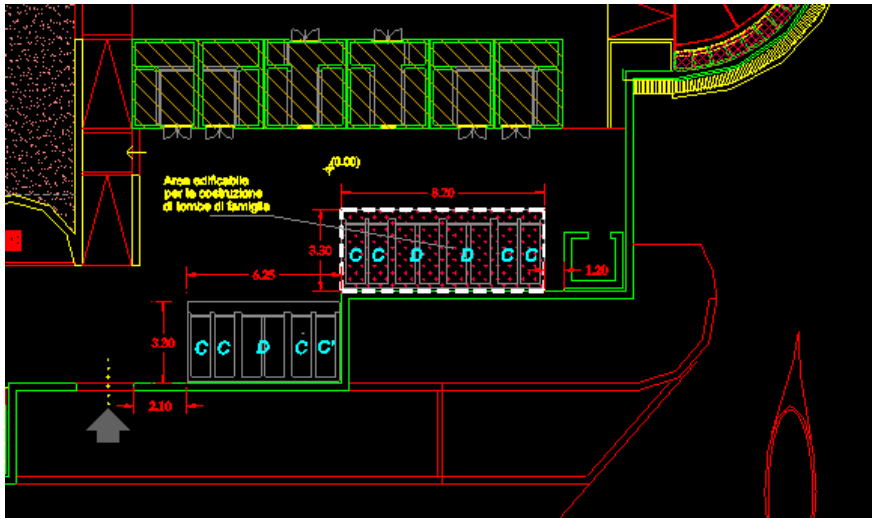 (0.00)
Area edificabile
per la costruzione
di tombe di famiglia
8.20
3.30
C C D D C C
6.25
1.20
3.30
C C D C C'
2.10